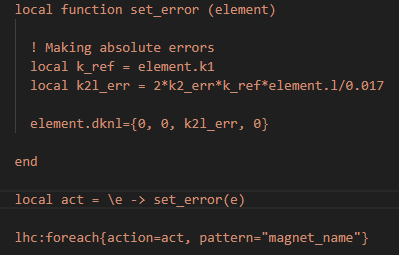 local function set_error (element)
! Making absolute errors
local k_ref = element.k1
local k2l_err = 2*k2_err*k_ref*element.l/0.017
element.dknl={0, 0, k2l_err, 0}
end
local act = \e -> set_error(e)
lhc:foreach{action=act, pattern="magnet_name"}